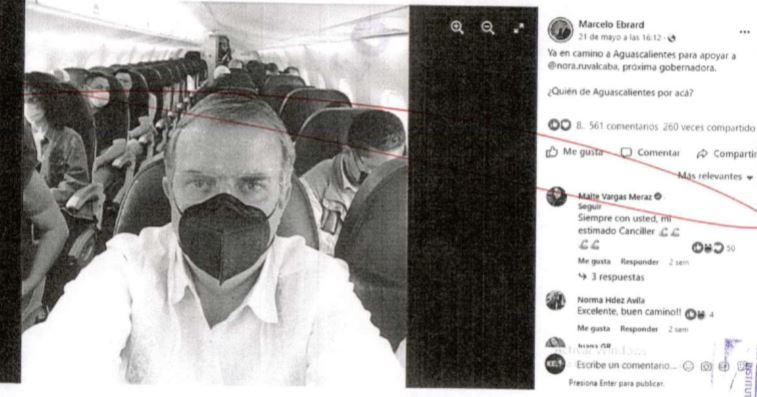 Marcelo Ebrard
21 de mayo a las 16:12 ·
Ya en camino a Aguascalientes para apoyar a
@nora.ruvalcaba, próxima gobernadora.
¿Quién de Aguascalientes por acá?
8.. 561 comentarios 260 veces compartido
Me gusta Comentar Compartir
Más relevantes
Maite Vargas Meraz
Seguir
Siempre con usted, mi
estimado Canciller
50
Me gusta Responder 2 sem
3 respuestas
Norma Hdez Avila
Excelente, buen camino!! 4
Me gusta Responder 2 sem
Juana GR
Activar Windows
Escribe un comentario...
Presiona Enter para publicar.